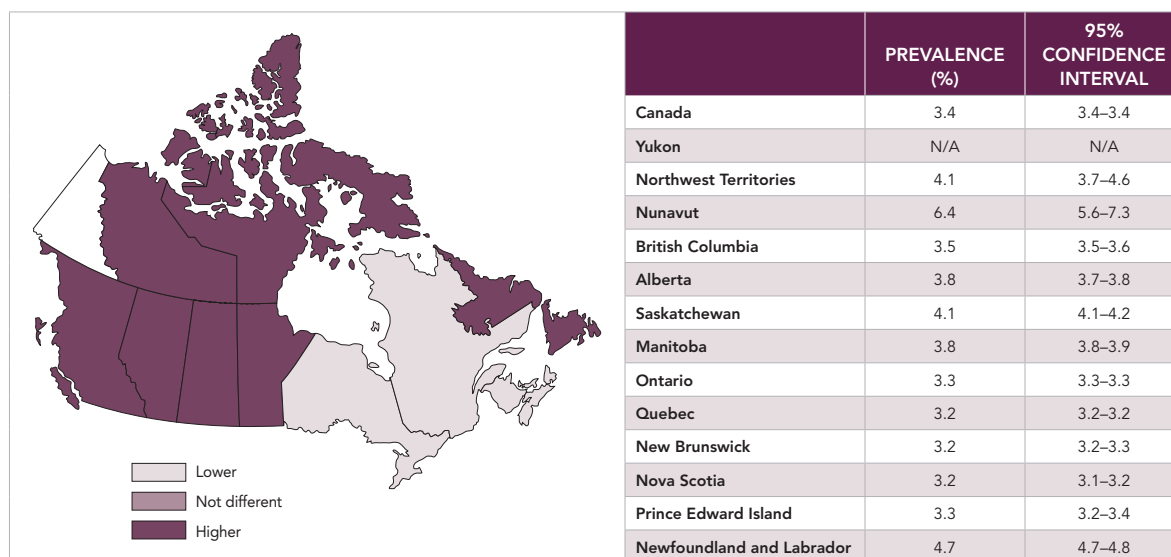 Lower
Not different
Higher
PREVALENCE (%) 95% CONFIDENCE INTERVAL
Canada 3.4 3.4–3.4
Yukon N/A N/A
Northwest Territories 4.1 3.7–4.6
Nunavut 6.4 5.6–7.3
British Columbia 3.5 3.5–3.6
Alberta 3.8 3.7–3.8
Saskatchewan 4.1 4.1–4.2
Manitoba 3.8 3.8–3.9
Ontario 3.3 3.3–3.3
Quebec 3.2 3.2–3.2
New Brunswick 3.2 3.2–3.3
Nova Scotia 3.2 3.1–3.2
Prince Edward Island 3.3 3.2–3.4
Newfoundland and Labrador 4.7 4.7–4.8